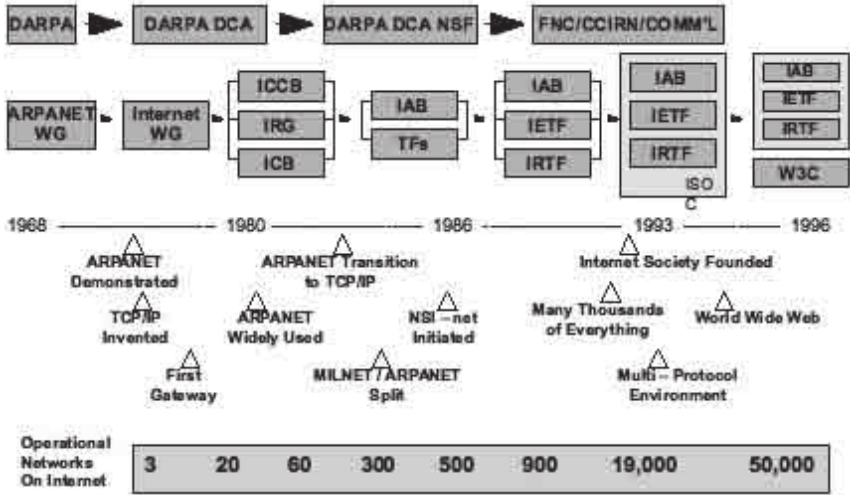 DARPA
DARPA DCA
DARPA DCA NSF
FNC/CCIRN/COMM'L
ARPANET
WG
Internet
WG
ICCB
IRG
ICB
IAB
TFs
IAB
IETF
IRTF
IAB
IETF
IRTF
ISO
C
IAB
IETF
IRTF
W3C
1968
1980
1986
1993
1996
ARPANET
Demonstrated
ARPANET Transition
to TCP/IP
Internet Society Founded
TCP/IP
Invented
ARPANET
Widely Used
NSI – net
Initiated
Many Thousands
of Everything
World Wide Web
First
Gateway
MILNET / ARPANET
Split
Multi – Protocol
Environment
Operational
Networks
On Internet
3 20 60 300 500 900 19,000 50,000